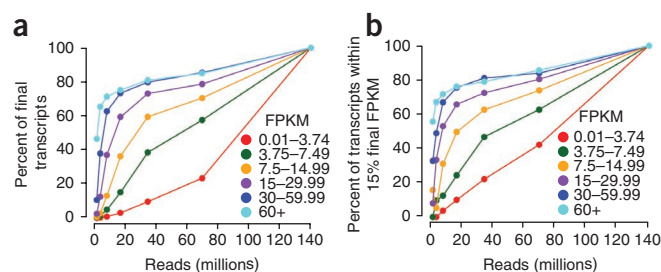 a
100
80
60
40
20
0
Percent of final
transcripts
FPKM
0.01–3.74
3.75–7.49
7.5–14.99
15–29.99
30–59.99
60+
0 20 40 60 80 100 120 140
Reads (millions)
b
100
80
60
40
20
0
Percent of transcripts within
15% final FPKM
FPKM
0.01–3.74
3.75–7.49
7.5–14.99
15–29.99
30–59.99
60+
0 20 40 60 80 100 120 140
Reads (millions)